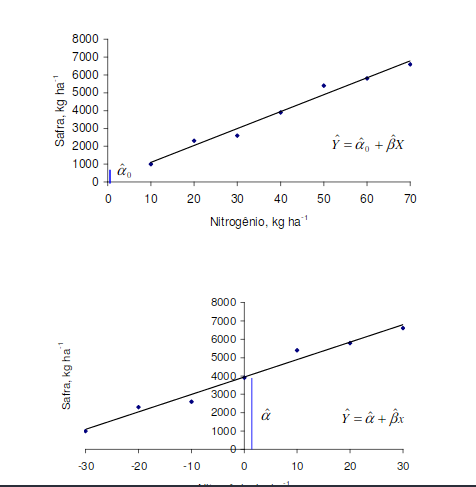 8000
7000
6000
5000
4000
3000
2000
1000
0
Safra, kg ha⁻¹
Ŷ = α̂₀ + β̂X
α̂₀
0 10 20 30 40 50 60 70
Nitrogênio, kg ha⁻¹
8000
7000
6000
5000
4000
3000
2000
1000
0
Safra, kg ha⁻¹
α̂
Ŷ = α̂ + β̂x
-30 -20 -10 0 10 20 30